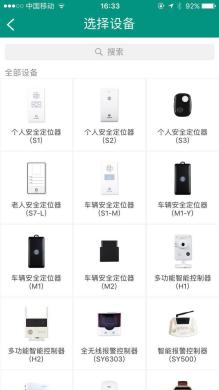 中国移动
16:33
92%
选择设备
搜索
全部设备
个人安全定位器 个人安全定位器 个人安全定位器
(S1) (S2) (S3)
老人安全定位器 车辆安全定位器 车辆安全定位器
(S7-L) (S1-M) (M1-Y)
车辆安全定位器 车辆安全定位器 多功能智能控制器
(M1) (M2) (H1)
多功能智能控制器 全无线报警控制器 智能报警控制器
(H2) (SY6303) (SY500)